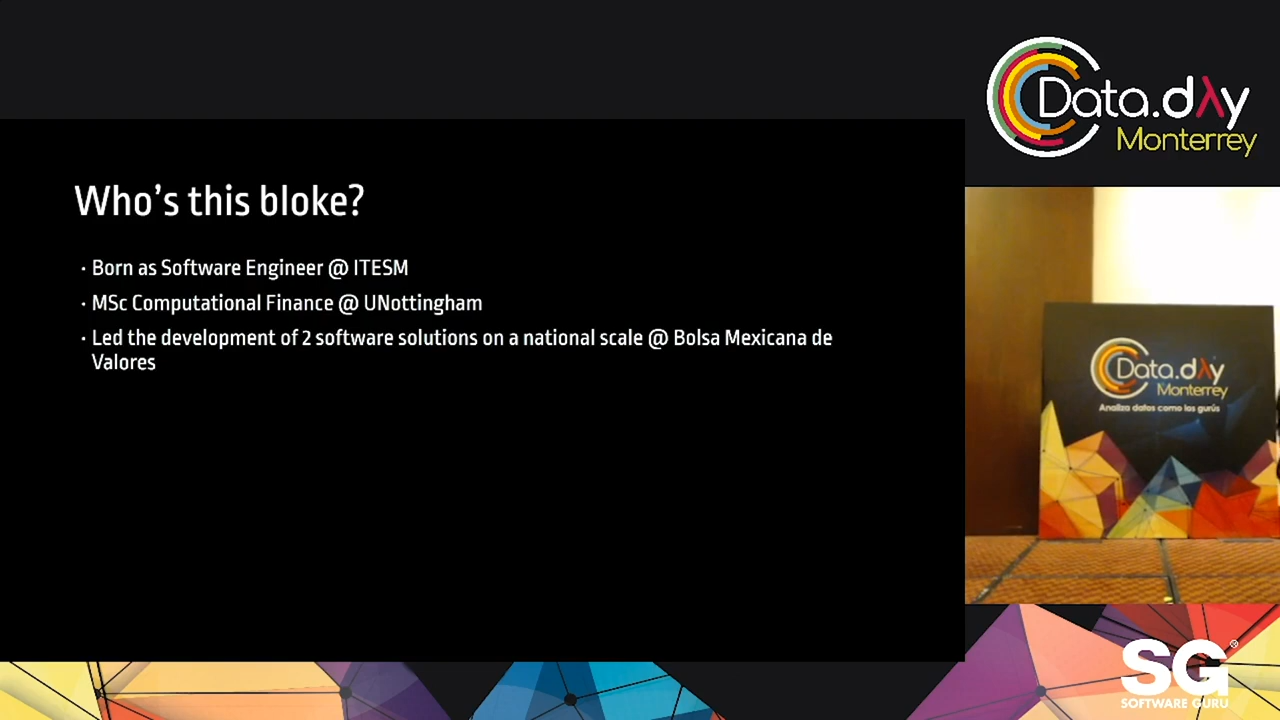 Data.dλy
Monterrey
Who's this bloke?
· Born as Software Engineer @ ITESM
· MSc Computational Finance @ UNottingham
· Led the development of 2 software solutions on a national scale @ Bolsa Mexicana de
Valores
Data.dλy
Monterrey
Analiza datos como los gurús
SG®
SOFTWARE GURU